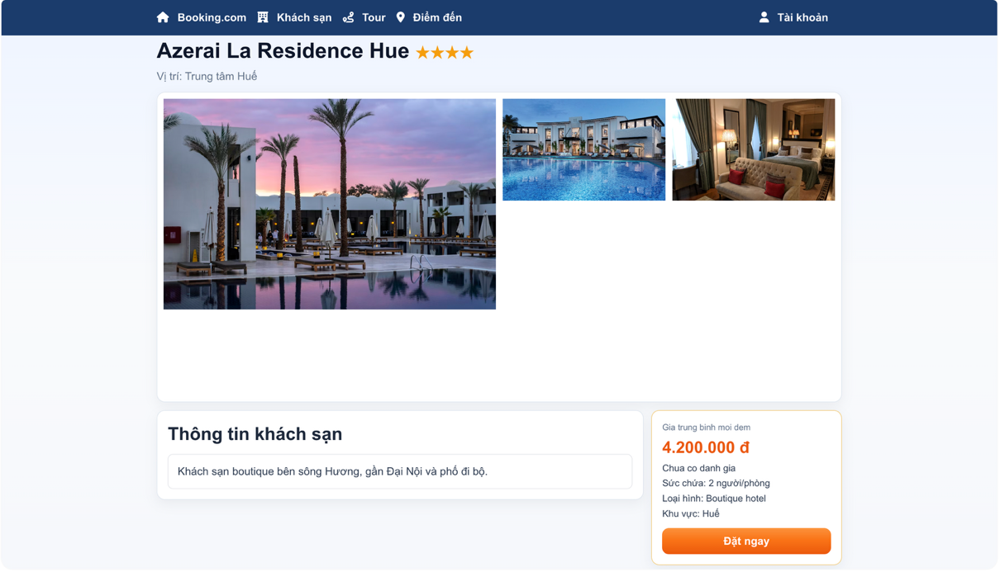 Booking.com Khách sạn Tour Điểm đến Tài khoản
Azerai La Residence Hue
Vị trí: Trung tâm Huế
Thông tin khách sạn
Khách sạn boutique bên sông Hương, gần Đại Nội và phố đi bộ.
Gia trung binh moi dem
4.200.000 đ
Chua co danh gia
Sức chứa: 2 người/phòng
Loại hình: Boutique hotel
Khu vực: Huế
Đặt ngay